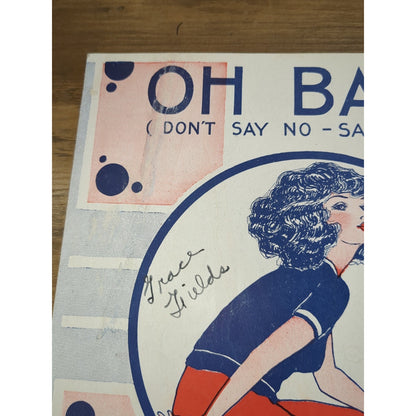 OH BA
( DON'T SAY NO - SA
Grace
Fields